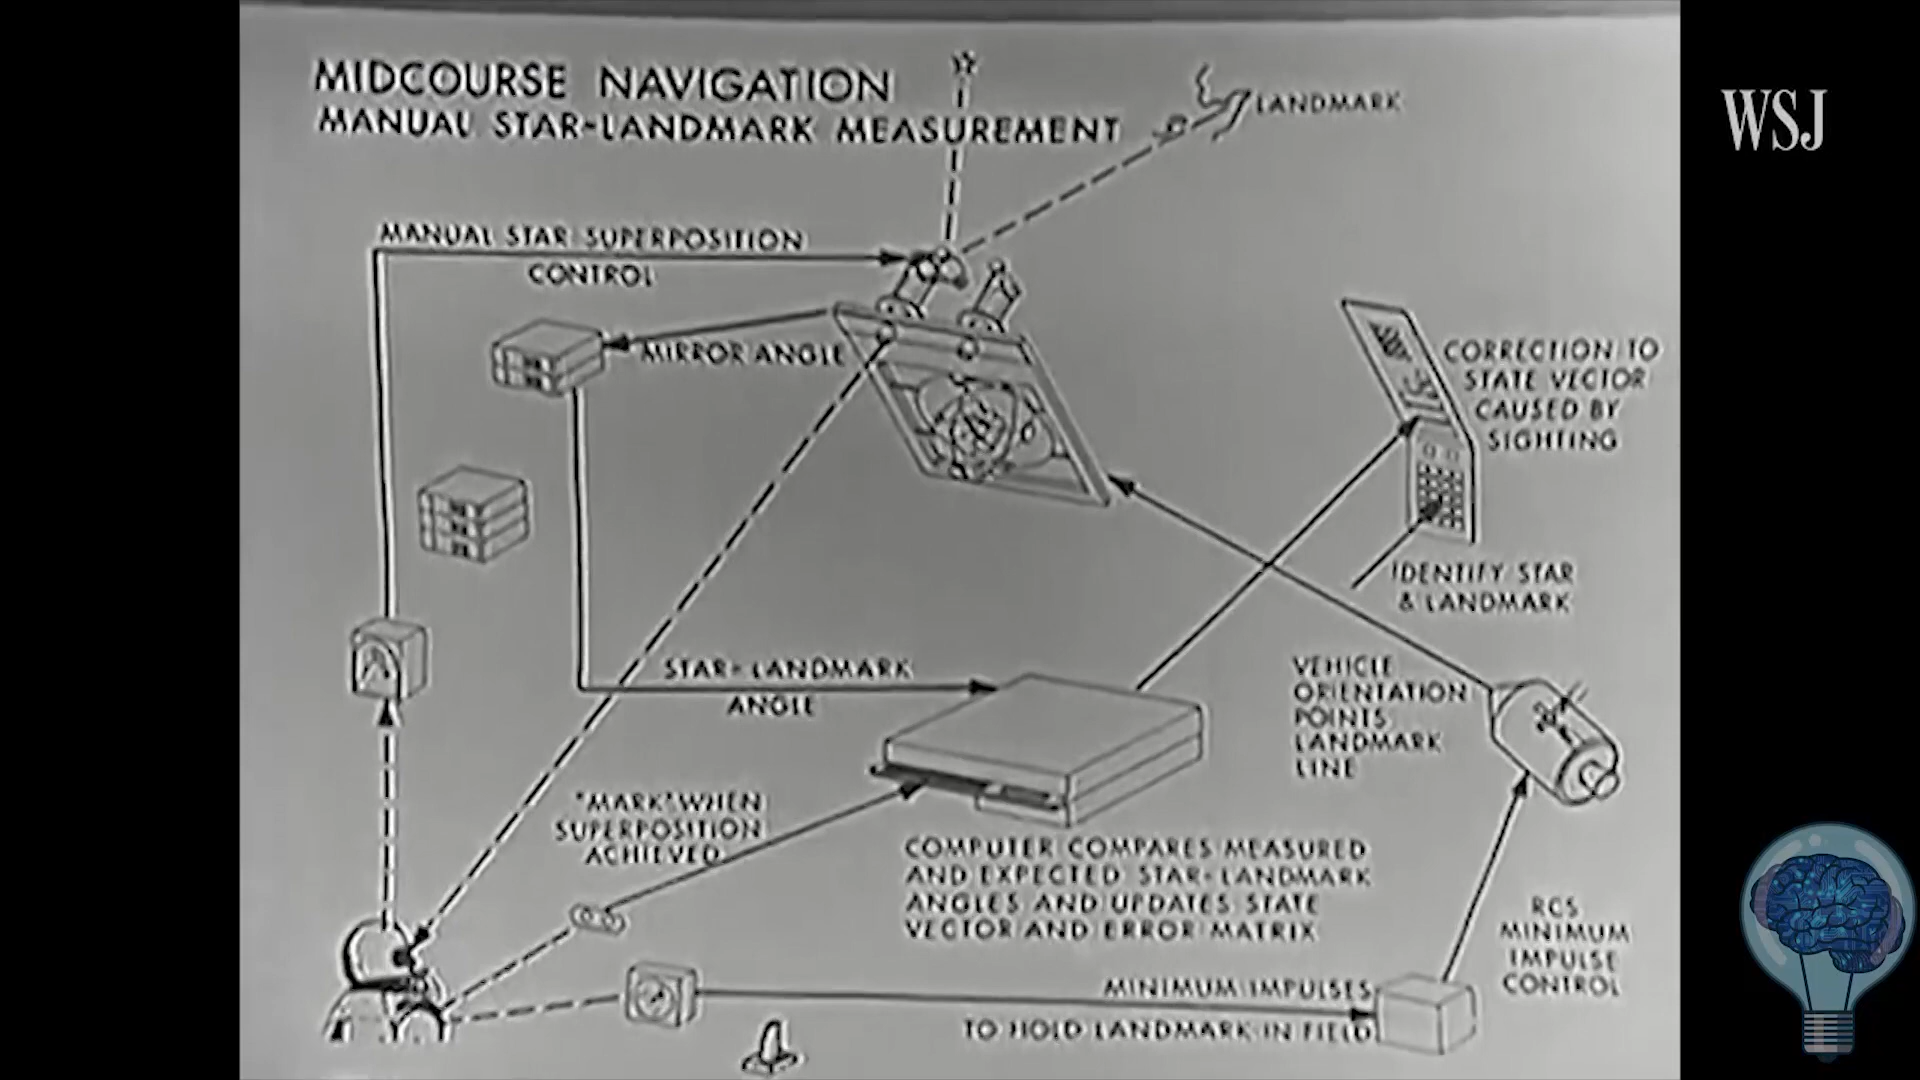 MIDCOURSE NAVIGATION
MANUAL STAR-LANDMARK MEASUREMENT
LANDMARK
WSJ
MANUAL STAR SUPERPOSITION
CONTROL
MIRROR ANGLE
CORRECTION TO
STATE VECTOR
CAUSED BY
SIGHTING
IDENTIFY STAR
& LANDMARK
STAR-LANDMARK
ANGLE
VEHICLE
ORIENTATION
POINTS
LANDMARK
LINE
"MARK" WHEN
SUPERPOSITION
ACHIEVED
COMPUTER COMPARES MEASURED
AND EXPECTED STAR-LANDMARK
ANGLES AND UPDATES STATE
VECTOR AND ERROR MATRIX
RCS
MINIMUM
IMPULSE
CONTROL
MINIMUM IMPULSES
TO HOLD LANDMARK IN FIELD